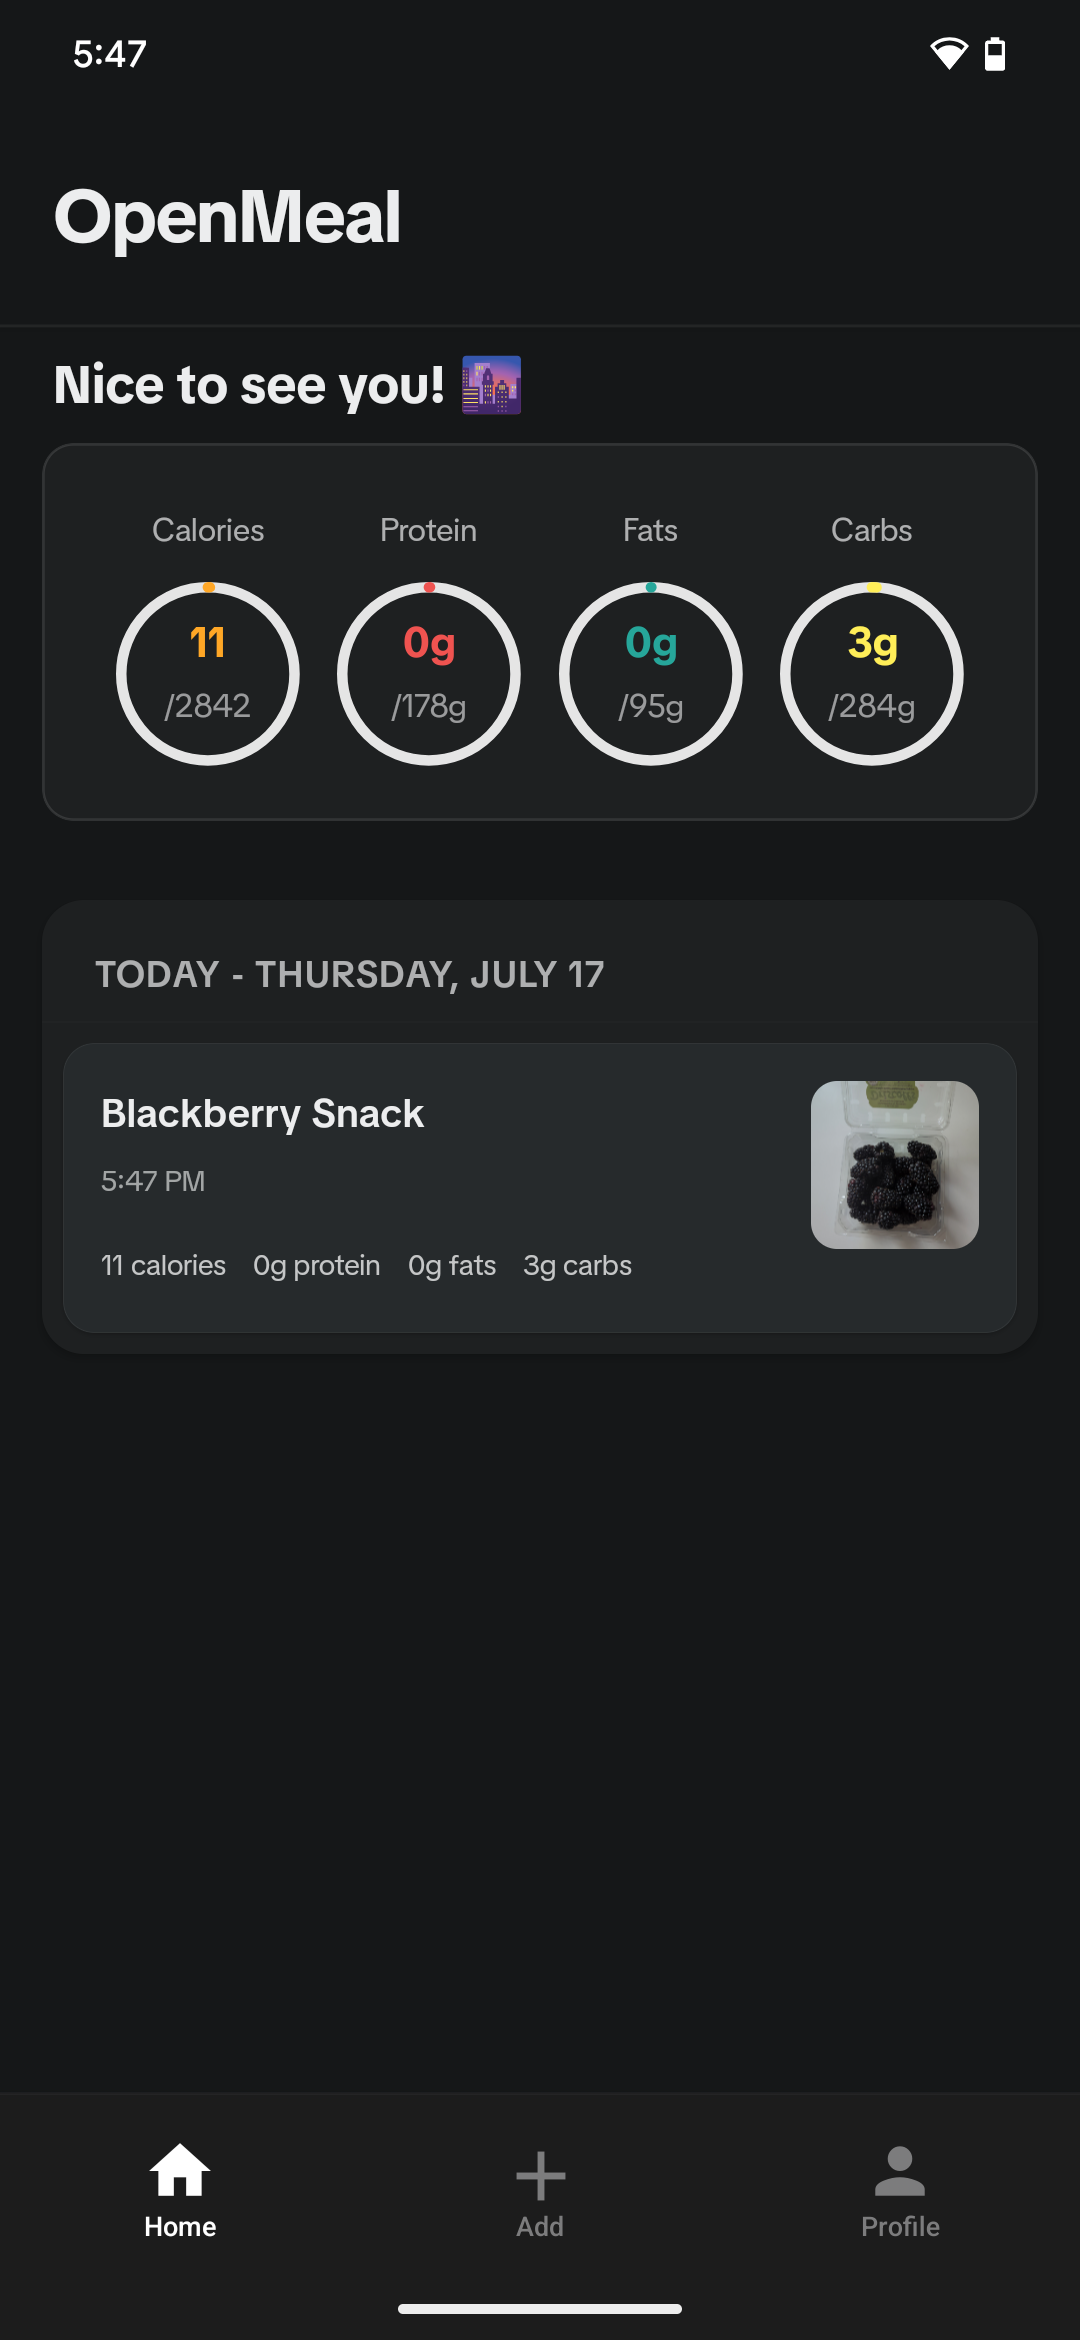 5:47
OpenMeal
Nice to see you! 🌆
Calories Protein Fats Carbs
11 0g 0g 3g
/2842 /178g /95g /284g
TODAY - THURSDAY, JULY 17
Blackberry Snack
5:47 PM
11 calories 0g protein 0g fats 3g carbs
Home Add Profile